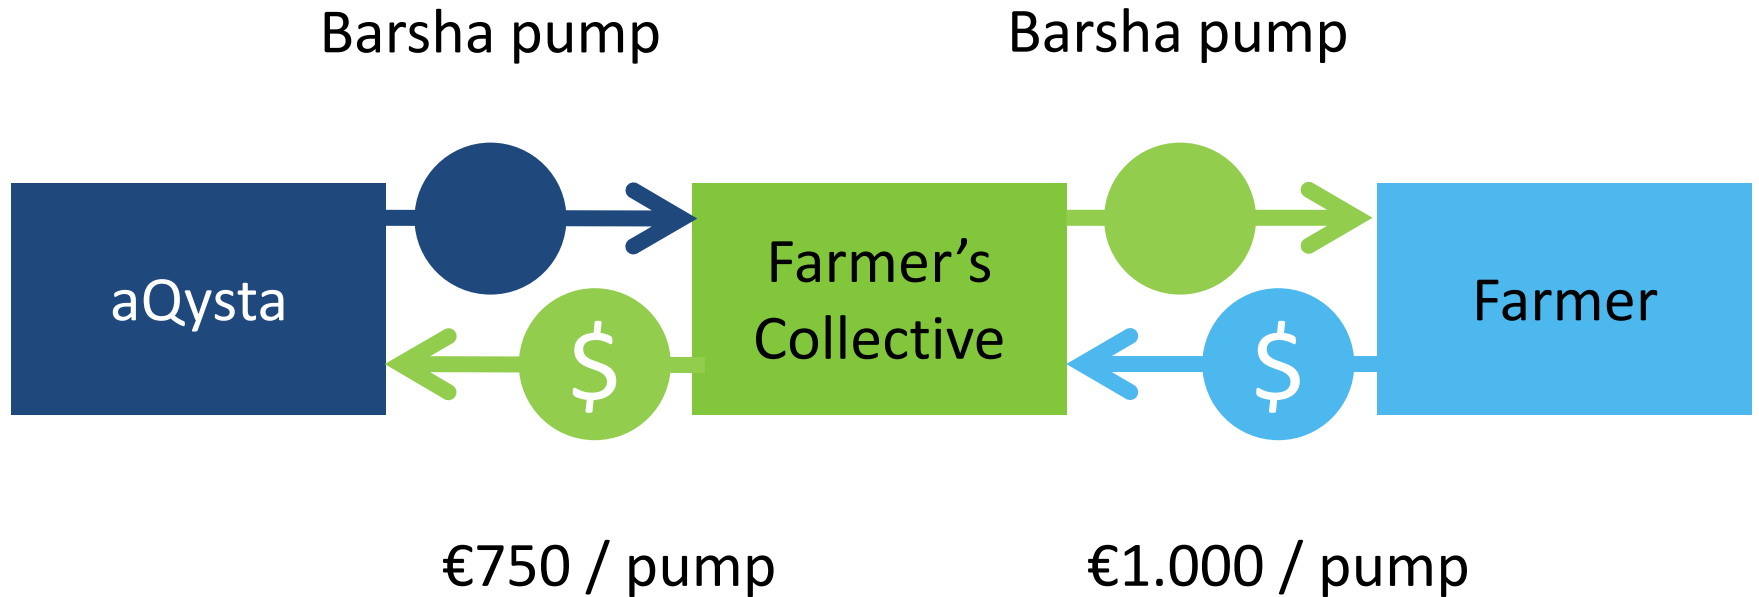 Barsha pump
Barsha pump
aQysta
Farmer’s
Collective
Farmer
$
$
€750 / pump
€1.000 / pump